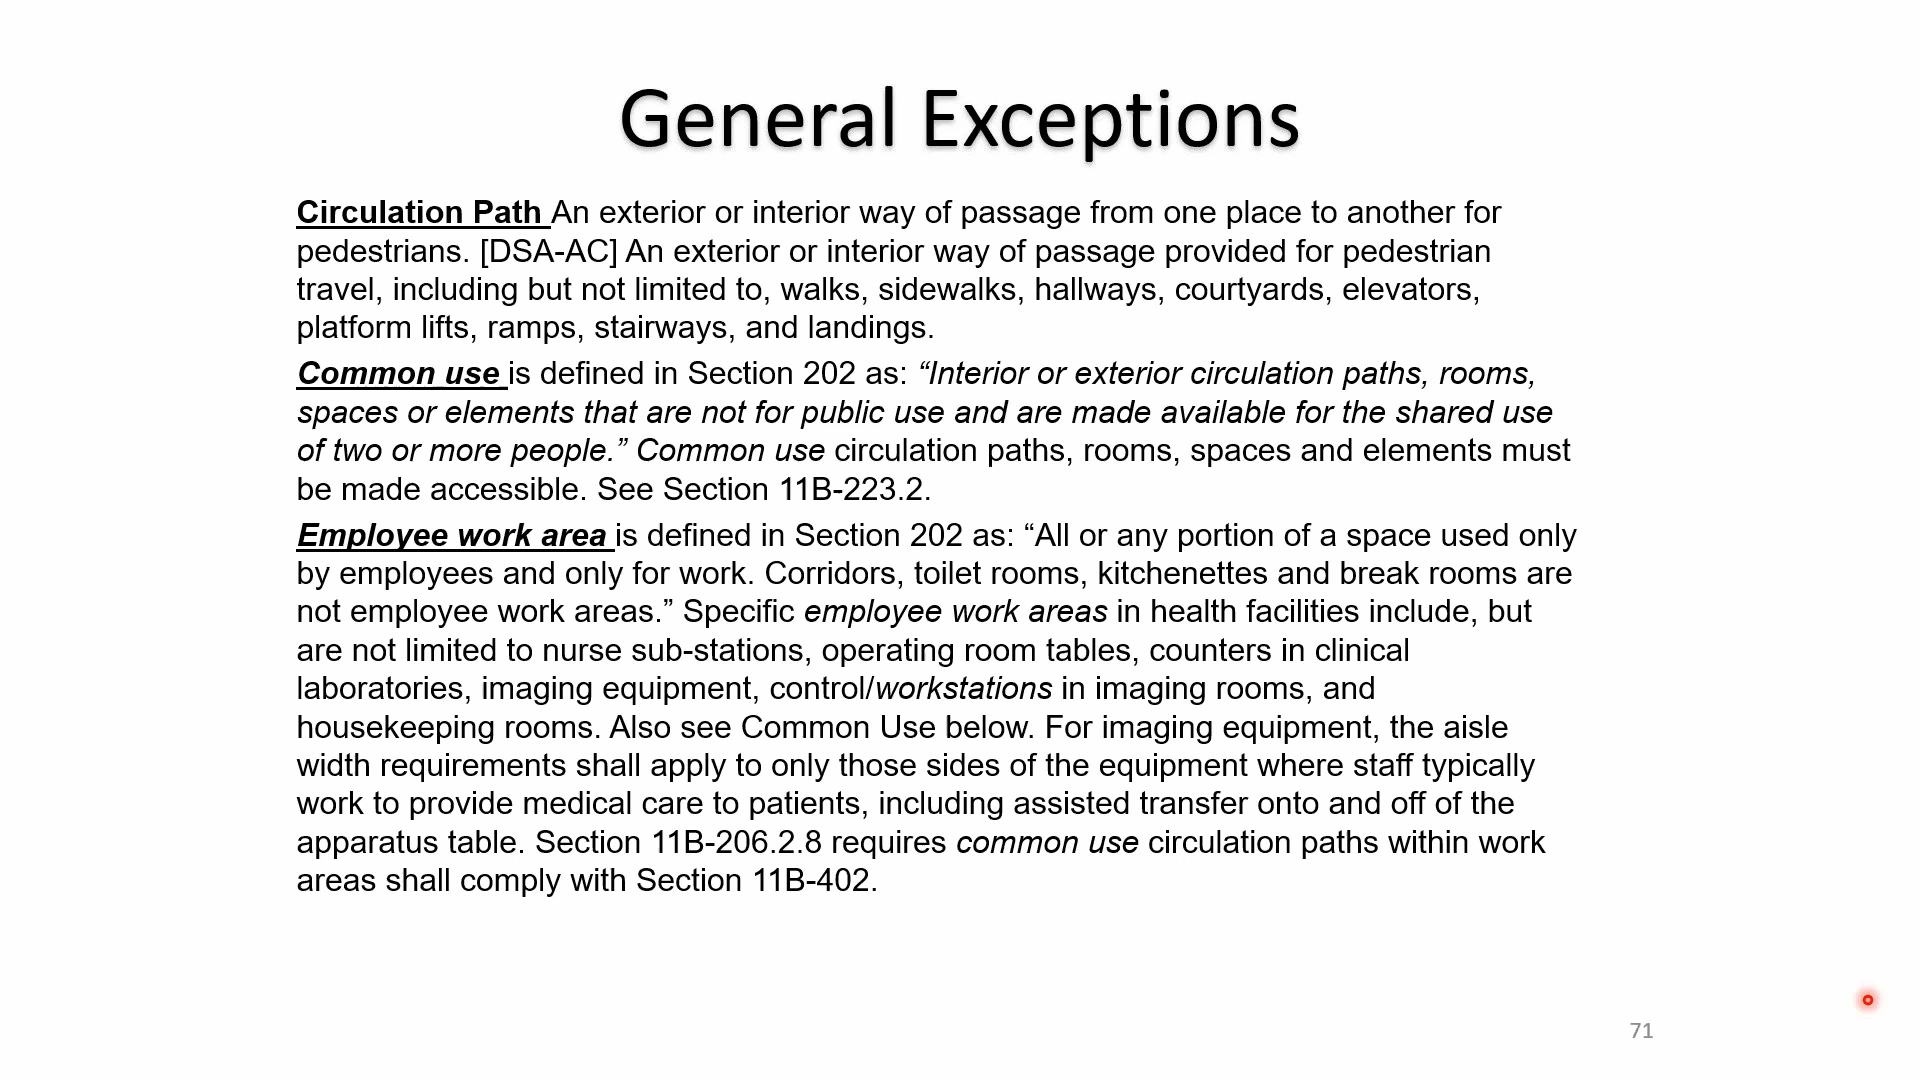 General Exceptions
Circulation Path An exterior or interior way of passage from one place to another for
pedestrians. [DSA-AC] An exterior or interior way of passage provided for pedestrian
travel, including but not limited to, walks, sidewalks, hallways, courtyards, elevators,
platform lifts, ramps, stairways, and landings.
Common use is defined in Section 202 as: “Interior or exterior circulation paths, rooms,
spaces or elements that are not for public use and are made available for the shared use
of two or more people.” Common use circulation paths, rooms, spaces and elements must
be made accessible. See Section 11B-223.2.
Employee work area is defined in Section 202 as: “All or any portion of a space used only
by employees and only for work. Corridors, toilet rooms, kitchenettes and break rooms are
not employee work areas.” Specific employee work areas in health facilities include, but
are not limited to nurse sub-stations, operating room tables, counters in clinical
laboratories, imaging equipment, control/workstations in imaging rooms, and
housekeeping rooms. Also see Common Use below. For imaging equipment, the aisle
width requirements shall apply to only those sides of the equipment where staff typically
work to provide medical care to patients, including assisted transfer onto and off of the
apparatus table. Section 11B-206.2.8 requires common use circulation paths within work
areas shall comply with Section 11B-402.
71